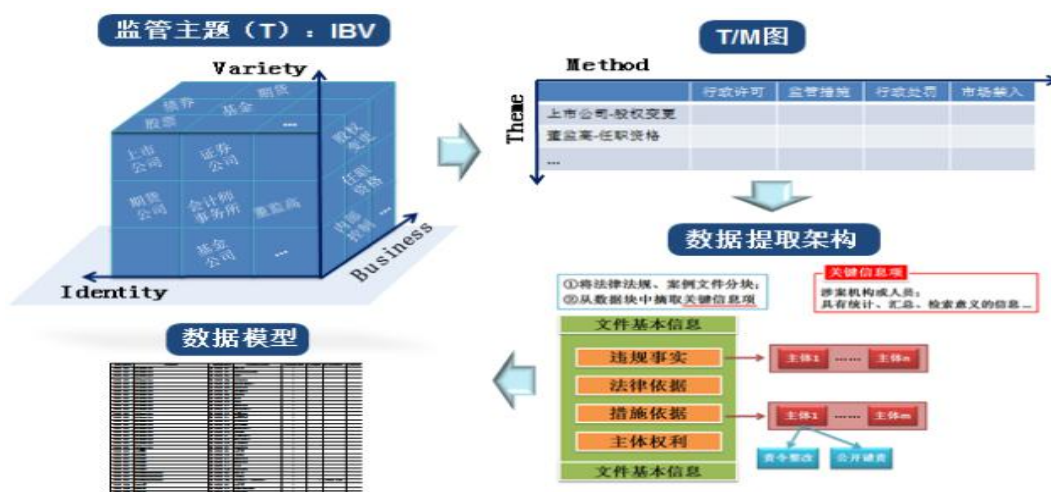 监管主题（T）：IBV
Variety
债券
期货
股票
基金
...
上市
公司
证券
公司
期货
公司
会计师
事务所
董监高
基金
公司
...
股权
变更
任职
资格
内部
控制
...
Identity
Business
T/M图
Method
Theme
行政许可
监管措施
行政处罚
市场禁入
上市公司-股权变更
董监高-任职资格
...
数据提取架构
①将法律法规、案例文件分块；
②从数据块中摘取关键信息项
关键信息项
涉案机构或人员；
具有统计、汇总、检索意义的信息...
文件基本信息
违规事实
法律依据
措施依据
主体权利
文件基本信息
主体1 …… 主体n
主体1 …… 主体m
责令整改
公开谴责
数据模型